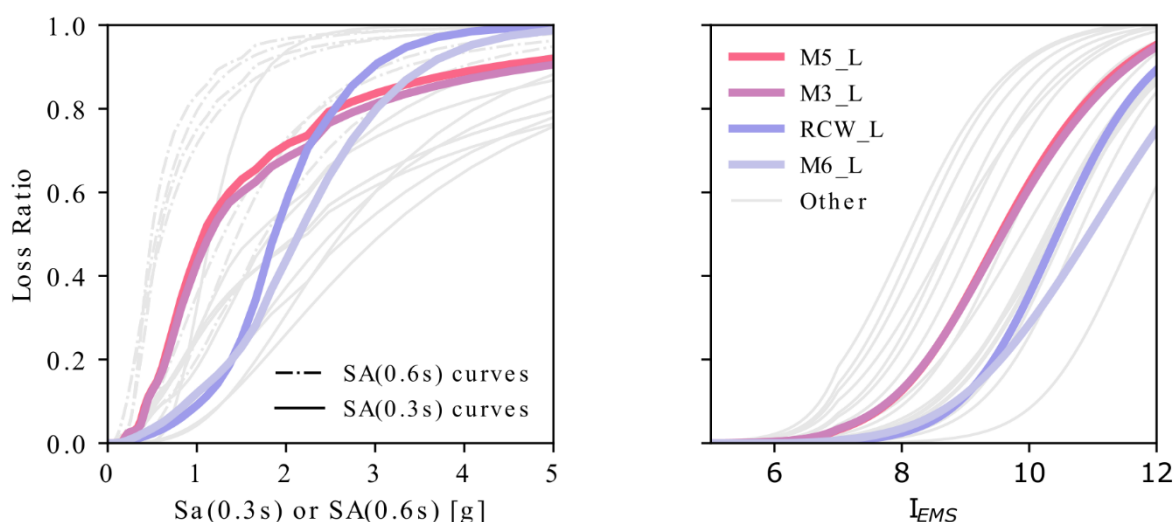 Loss Ratio
1.0
0.8
0.6
0.4
0.2
0.0
SA(0.6s) curves
SA(0.3s) curves
0 1 2 3 4 5
Sa(0.3s) or SA(0.6s) [g]
M5_L
M3_L
RCW_L
M6_L
Other
6 8 10 12
I_EMS